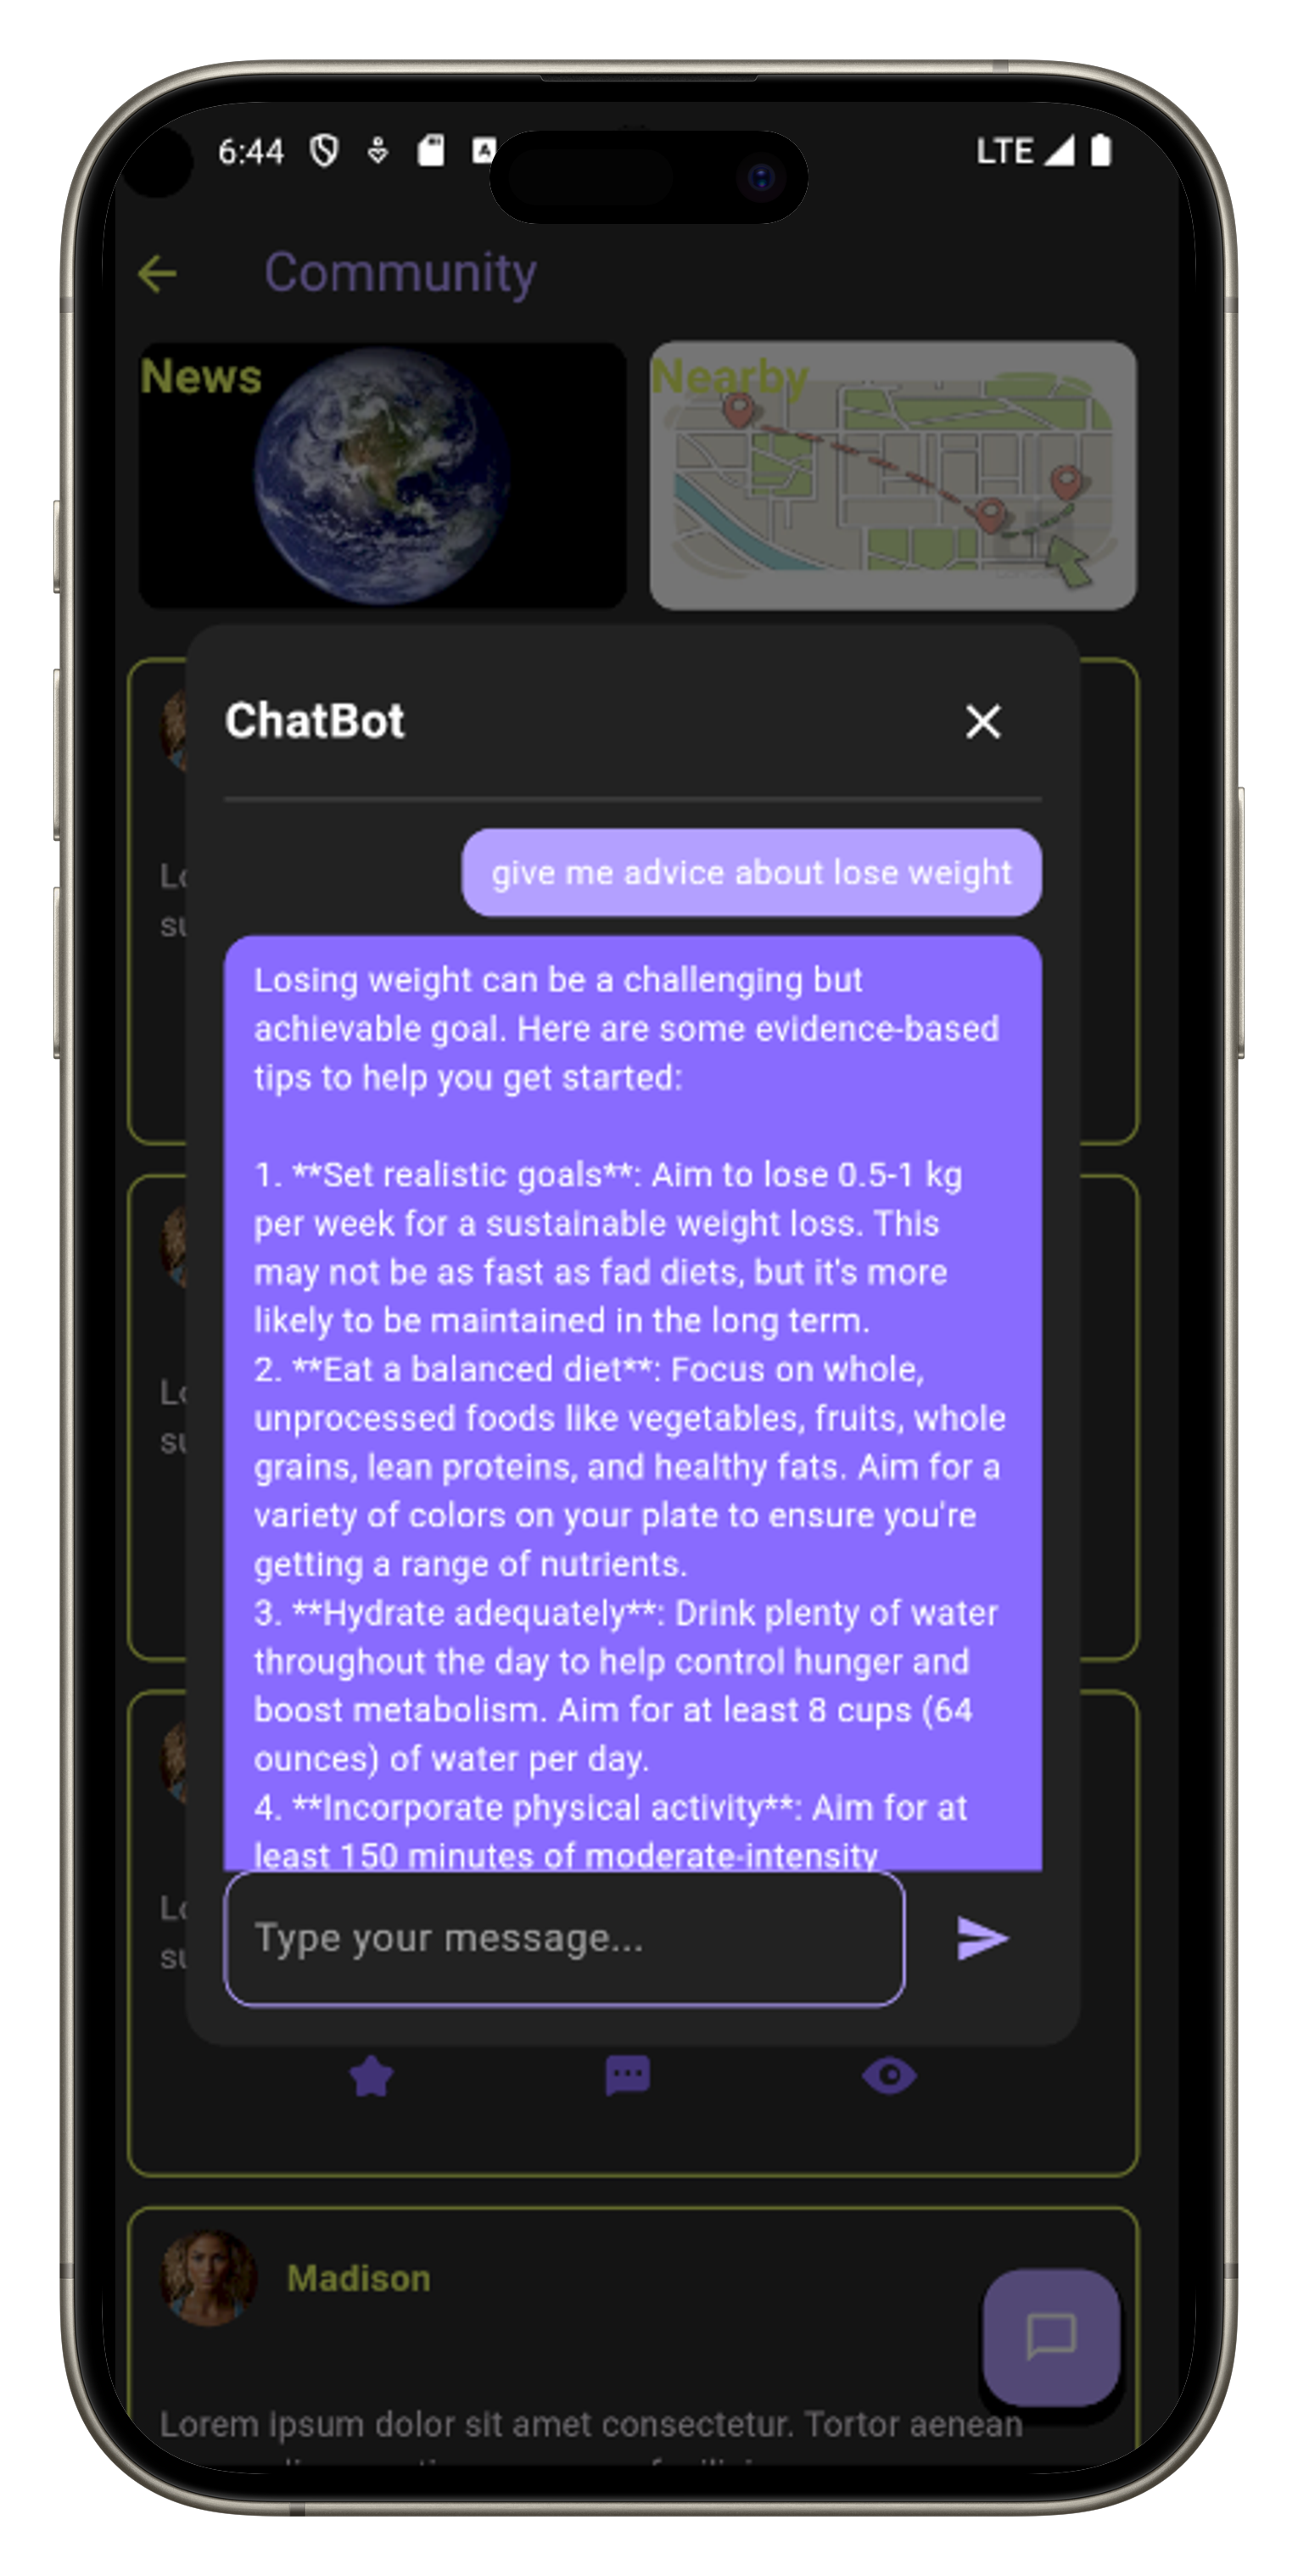 6:44
A
LTE
Community
News
Nearby
ChatBot
give me advice about lose weight
Losing weight can be a challenging but
achievable goal. Here are some evidence-based
tips to help you get started:
1. **Set realistic goals**: Aim to lose 0.5-1 kg
per week for a sustainable weight loss. This
may not be as fast as fad diets, but it's more
likely to be maintained in the long term.
2. **Eat a balanced diet**: Focus on whole,
unprocessed foods like vegetables, fruits, whole
grains, lean proteins, and healthy fats. Aim for a
variety of colors on your plate to ensure you're
getting a range of nutrients.
3. **Hydrate adequately**: Drink plenty of water
throughout the day to help control hunger and
boost metabolism. Aim for at least 8 cups (64
ounces) of water per day.
4. **Incorporate physical activity**: Aim for at
least 150 minutes of moderate-intensity
Type your message...
Madison
Lorem ipsum dolor sit amet consectetur. Tortor aenean